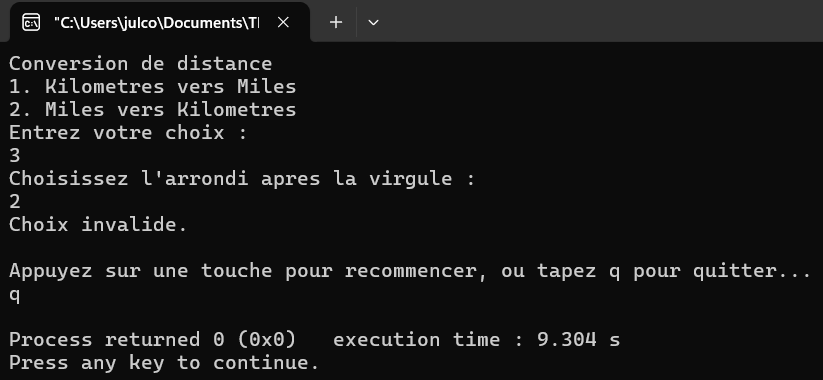 "C:\Users\julco\Documents\TI
Conversion de distance
1. Kilometres vers Miles
2. Miles vers Kilometres
Entrez votre choix :
3
Choisissez l'arrondi apres la virgule :
2
Choix invalide.
Appuyez sur une touche pour recommencer, ou tapez q pour quitter...
q
Process returned 0 (0x0)   execution time : 9.304 s
Press any key to continue.